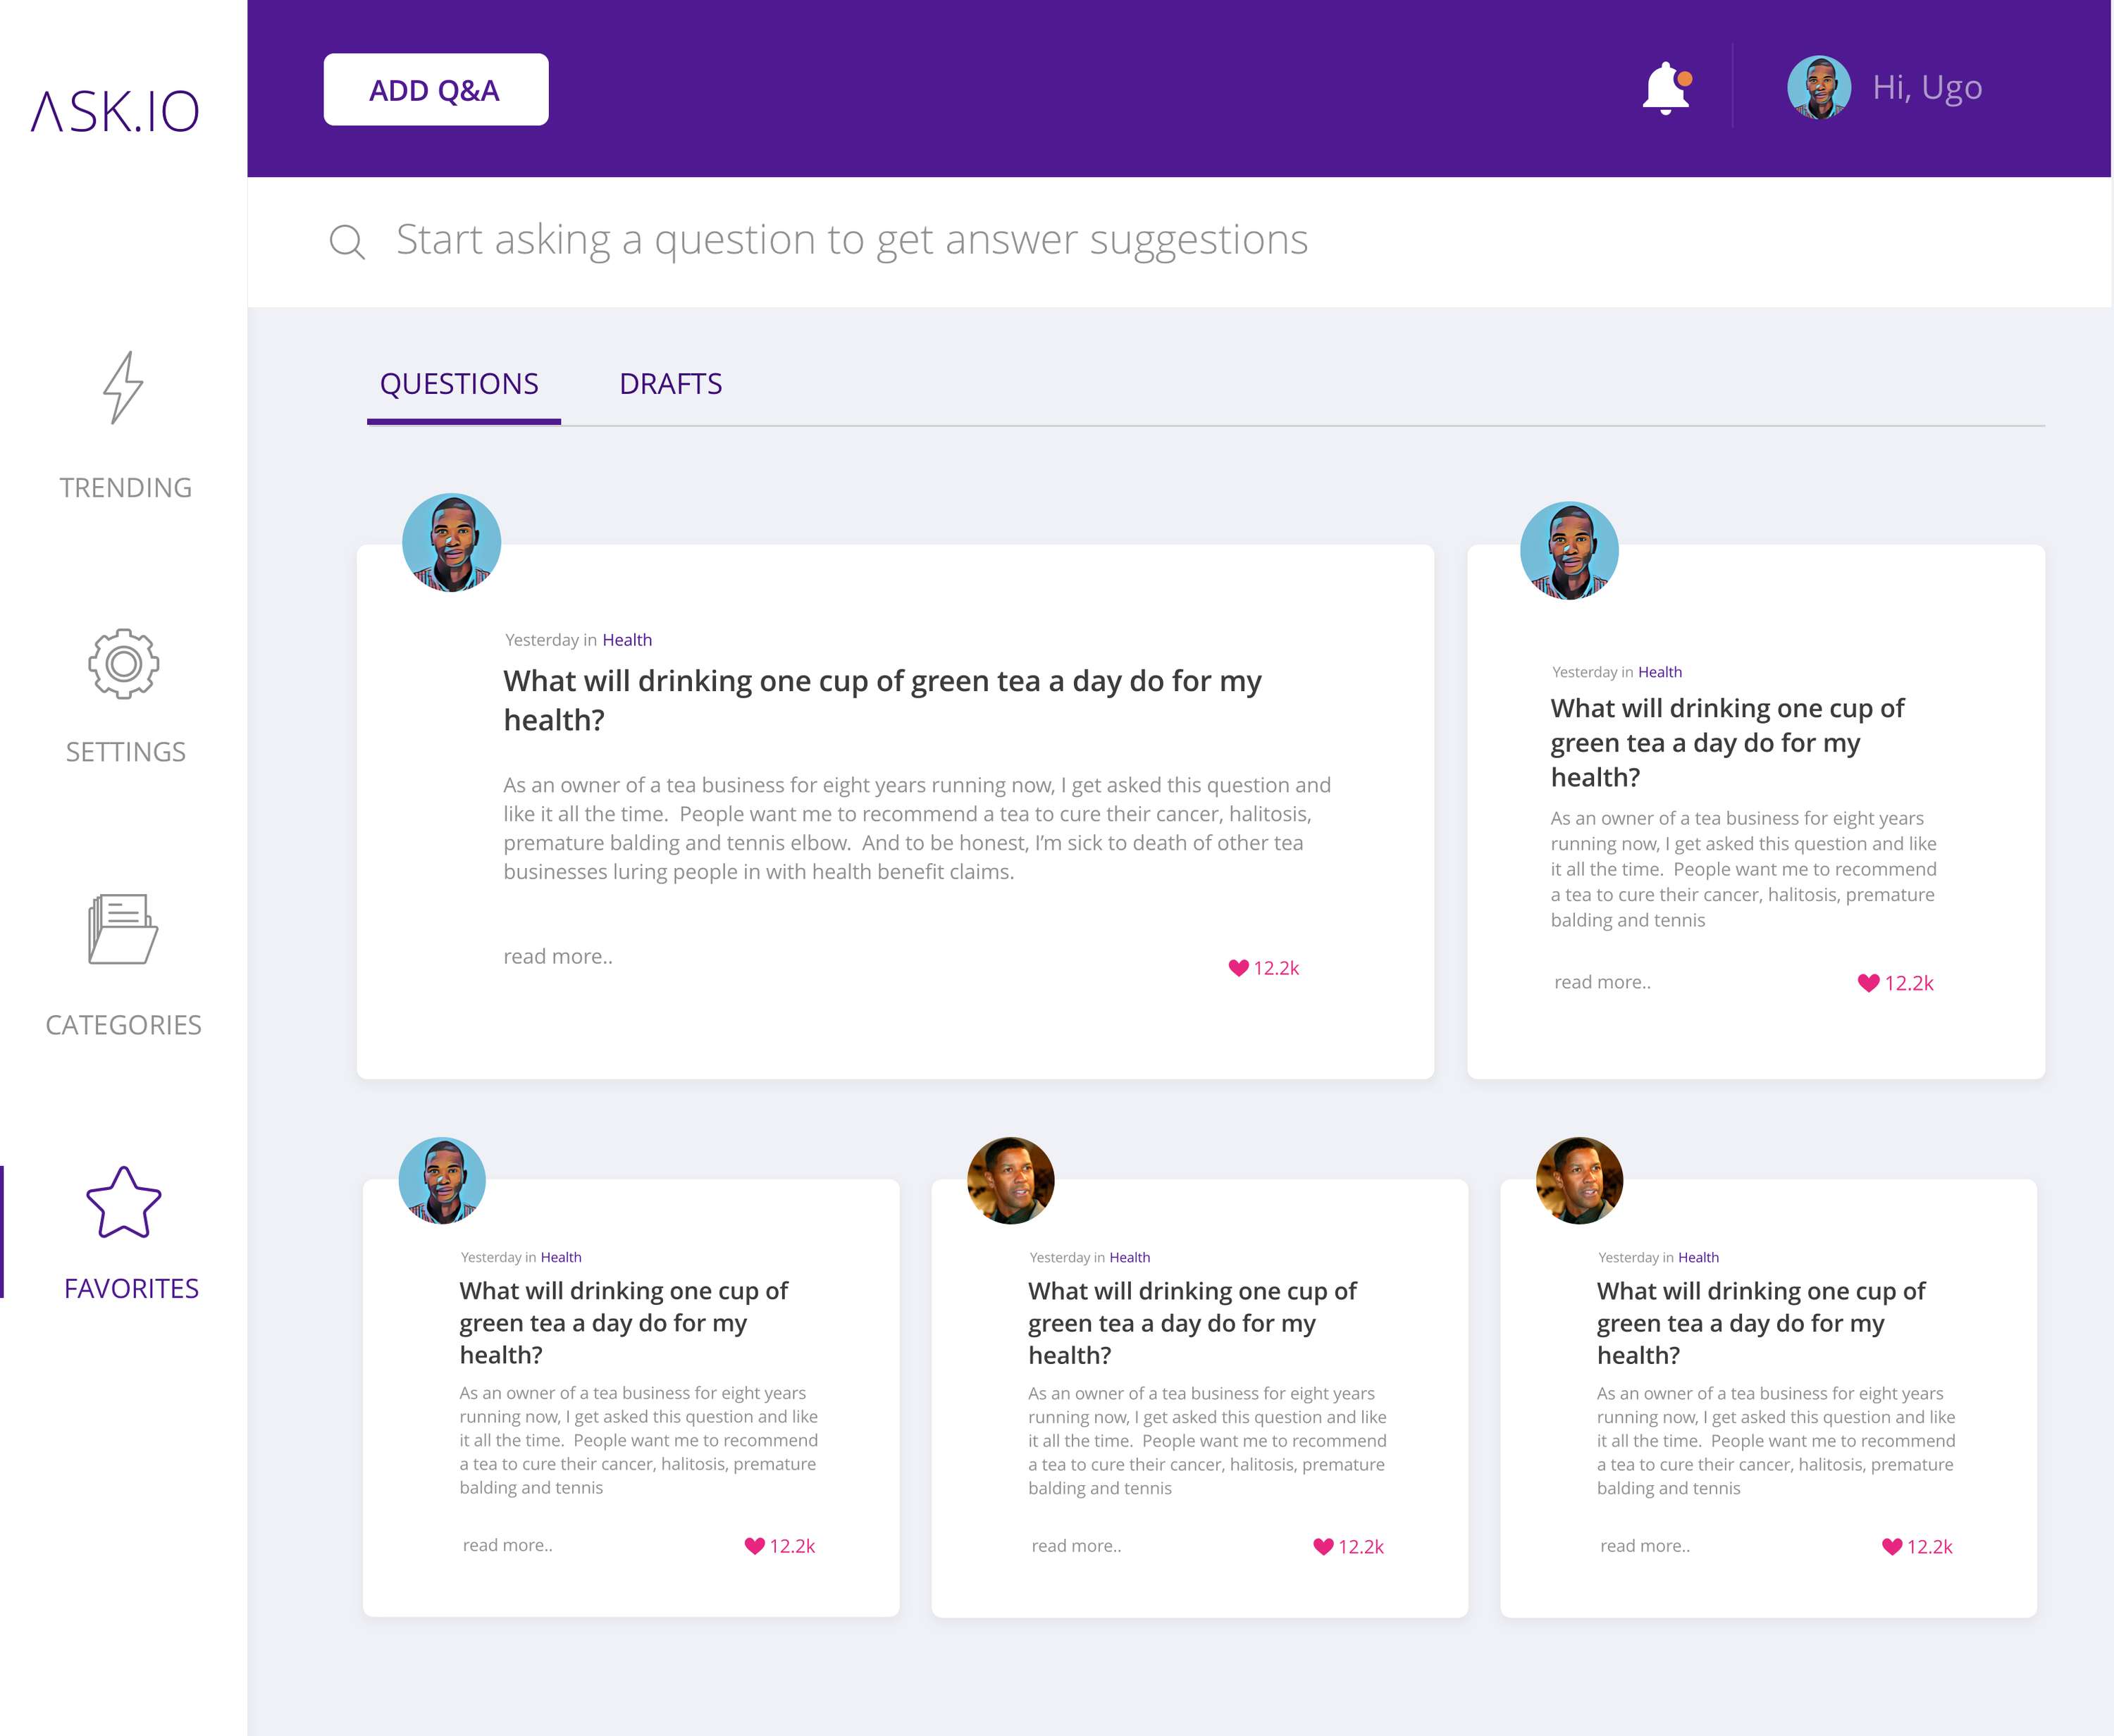 ASK.IO
ADD Q&A
Hi, Ugo
Start asking a question to get answer suggestions
TRENDING
SETTINGS
CATEGORIES
FAVORITES
QUESTIONS
DRAFTS
Yesterday in Health
What will drinking one cup of green tea a day do for my
health?
As an owner of a tea business for eight years running now, I get asked this question and
like it all the time.  People want me to recommend a tea to cure their cancer, halitosis,
premature balding and tennis elbow.  And to be honest, I’m sick to death of other tea
businesses luring people in with health benefit claims.
read more..
12.2k
Yesterday in Health
What will drinking one cup of
green tea a day do for my
health?
As an owner of a tea business for eight years
running now, I get asked this question and like
it all the time.  People want me to recommend
a tea to cure their cancer, halitosis, premature
balding and tennis
read more..
12.2k
Yesterday in Health
What will drinking one cup of
green tea a day do for my
health?
As an owner of a tea business for eight years
running now, I get asked this question and like
it all the time.  People want me to recommend
a tea to cure their cancer, halitosis, premature
balding and tennis
read more..
12.2k
Yesterday in Health
What will drinking one cup of
green tea a day do for my
health?
As an owner of a tea business for eight years
running now, I get asked this question and like
it all the time.  People want me to recommend
a tea to cure their cancer, halitosis, premature
balding and tennis
read more..
12.2k
Yesterday in Health
What will drinking one cup of
green tea a day do for my
health?
As an owner of a tea business for eight years
running now, I get asked this question and like
it all the time.  People want me to recommend
a tea to cure their cancer, halitosis, premature
balding and tennis
read more..
12.2k